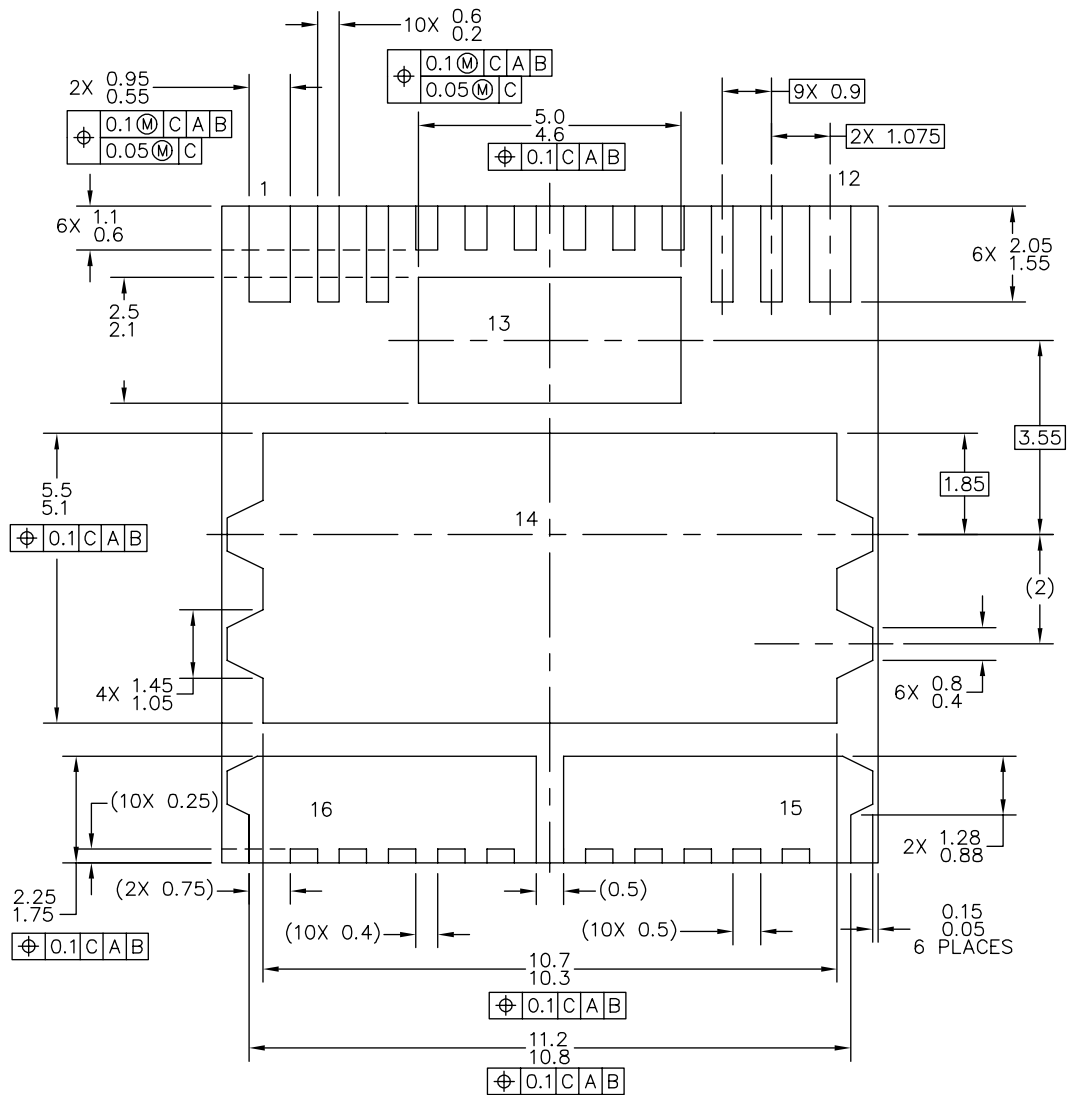 10X 0.6
0.2
⌖ 0.1Ⓜ C A B
0.05Ⓜ C
2X 0.95
0.55
⌖ 0.1Ⓜ C A B
0.05Ⓜ C
9X 0.9
5.0
4.6
⌖ 0.1 C A B
2X 1.075
1
12
6X 1.1
0.6
6X 2.05
1.55
2.5
2.1
13
3.55
1.85
5.5
5.1
⌖ 0.1 C A B
14
(2)
4X 1.45
1.05
6X 0.8
0.4
(10X 0.25)
16
15
2X 1.28
0.88
2.25
1.75
⌖ 0.1 C A B
(2X 0.75)
(0.5)
(10X 0.4)
(10X 0.5)
0.15
0.05
6 PLACES
10.7
10.3
⌖ 0.1 C A B
11.2
10.8
⌖ 0.1 C A B